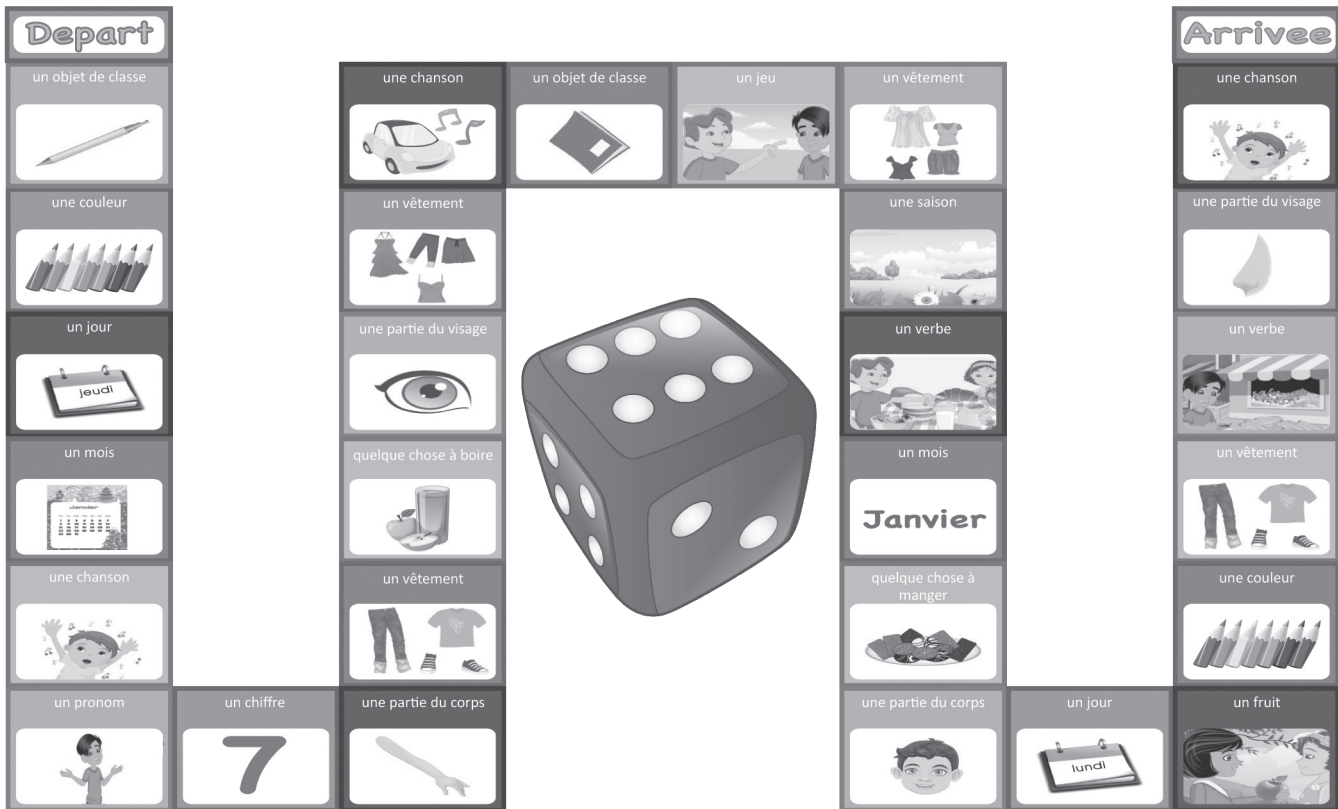 Depart
un objet de classe
une couleur
un jour
jeudi
un mois
Janvier
une chanson
un pronom
un chiffre
7
une partie du corps
un vêtement
quelque chose à boire
une partie du visage
un vêtement
une chanson
un objet de classe
un jeu
un vêtement
une saison
un verbe
un mois
Janvier
quelque chose à
manger
une partie du corps
un jour
lundi
un fruit
une couleur
un vêtement
un verbe
une partie du visage
une chanson
Arrivee